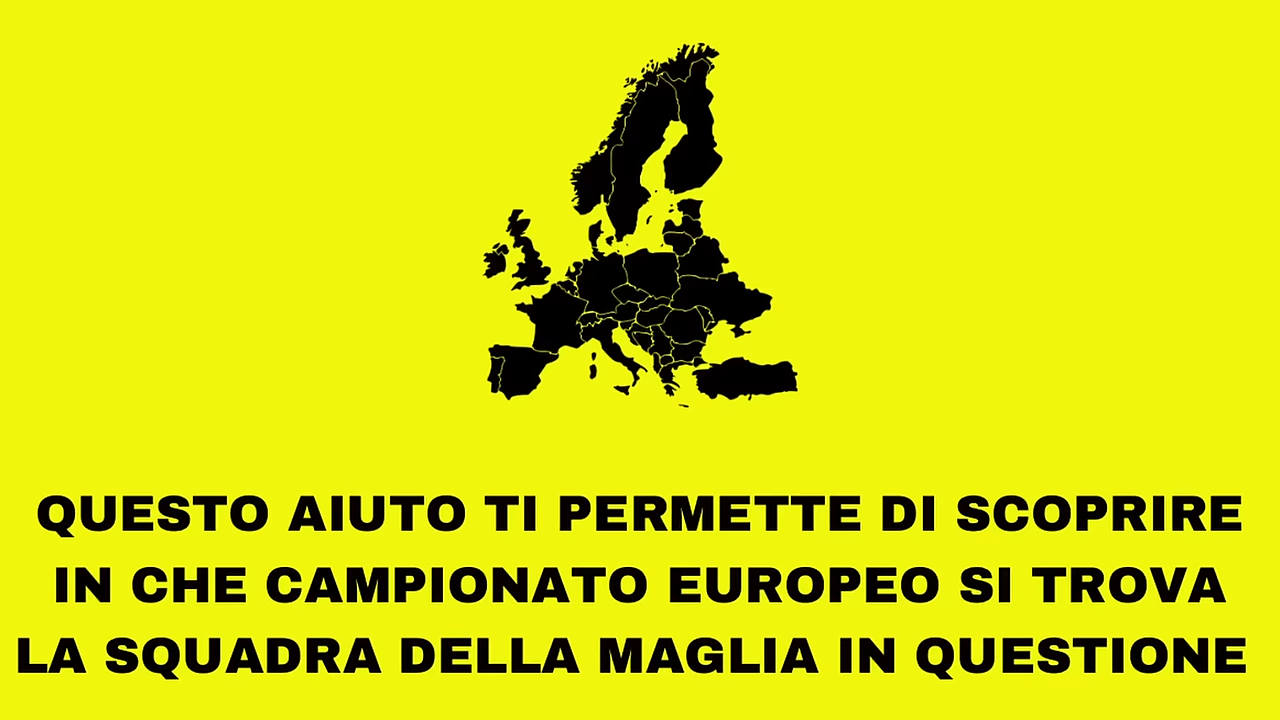 QUESTO AIUTO TI PERMETTE DI SCOPRIRE
IN CHE CAMPIONATO EUROPEO SI TROVA
LA SQUADRA DELLA MAGLIA IN QUESTIONE